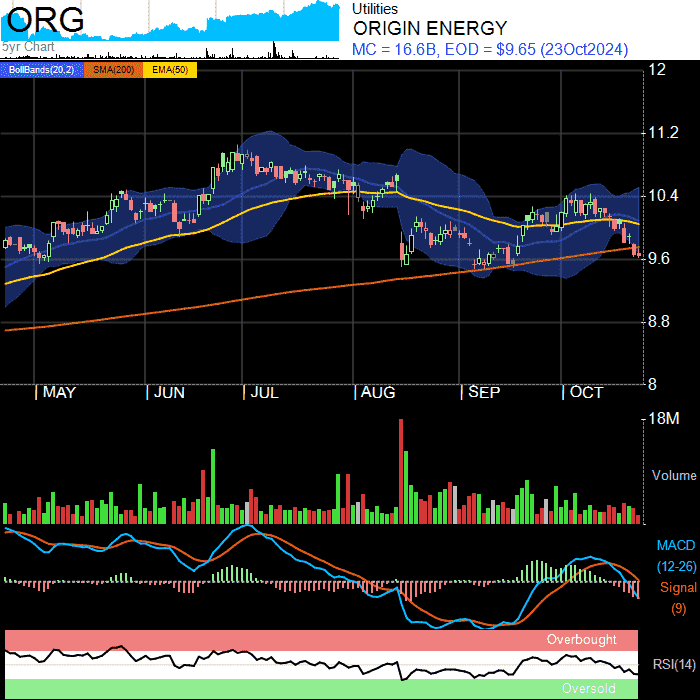 ORG
5yr Chart
Utilities
ORIGIN ENERGY
MC = 16.6B, EOD = $9.65 (23Oct2024)
BollBands(20,2) SMA(200) EMA(50)
12
11.2
10.4
9.6
8.8
8
| MAY | JUN | JUL | AUG | SEP | OCT
18M
Volume
MACD
(12-26)
Signal
(9)
Overbought
RSI(14)
Oversold